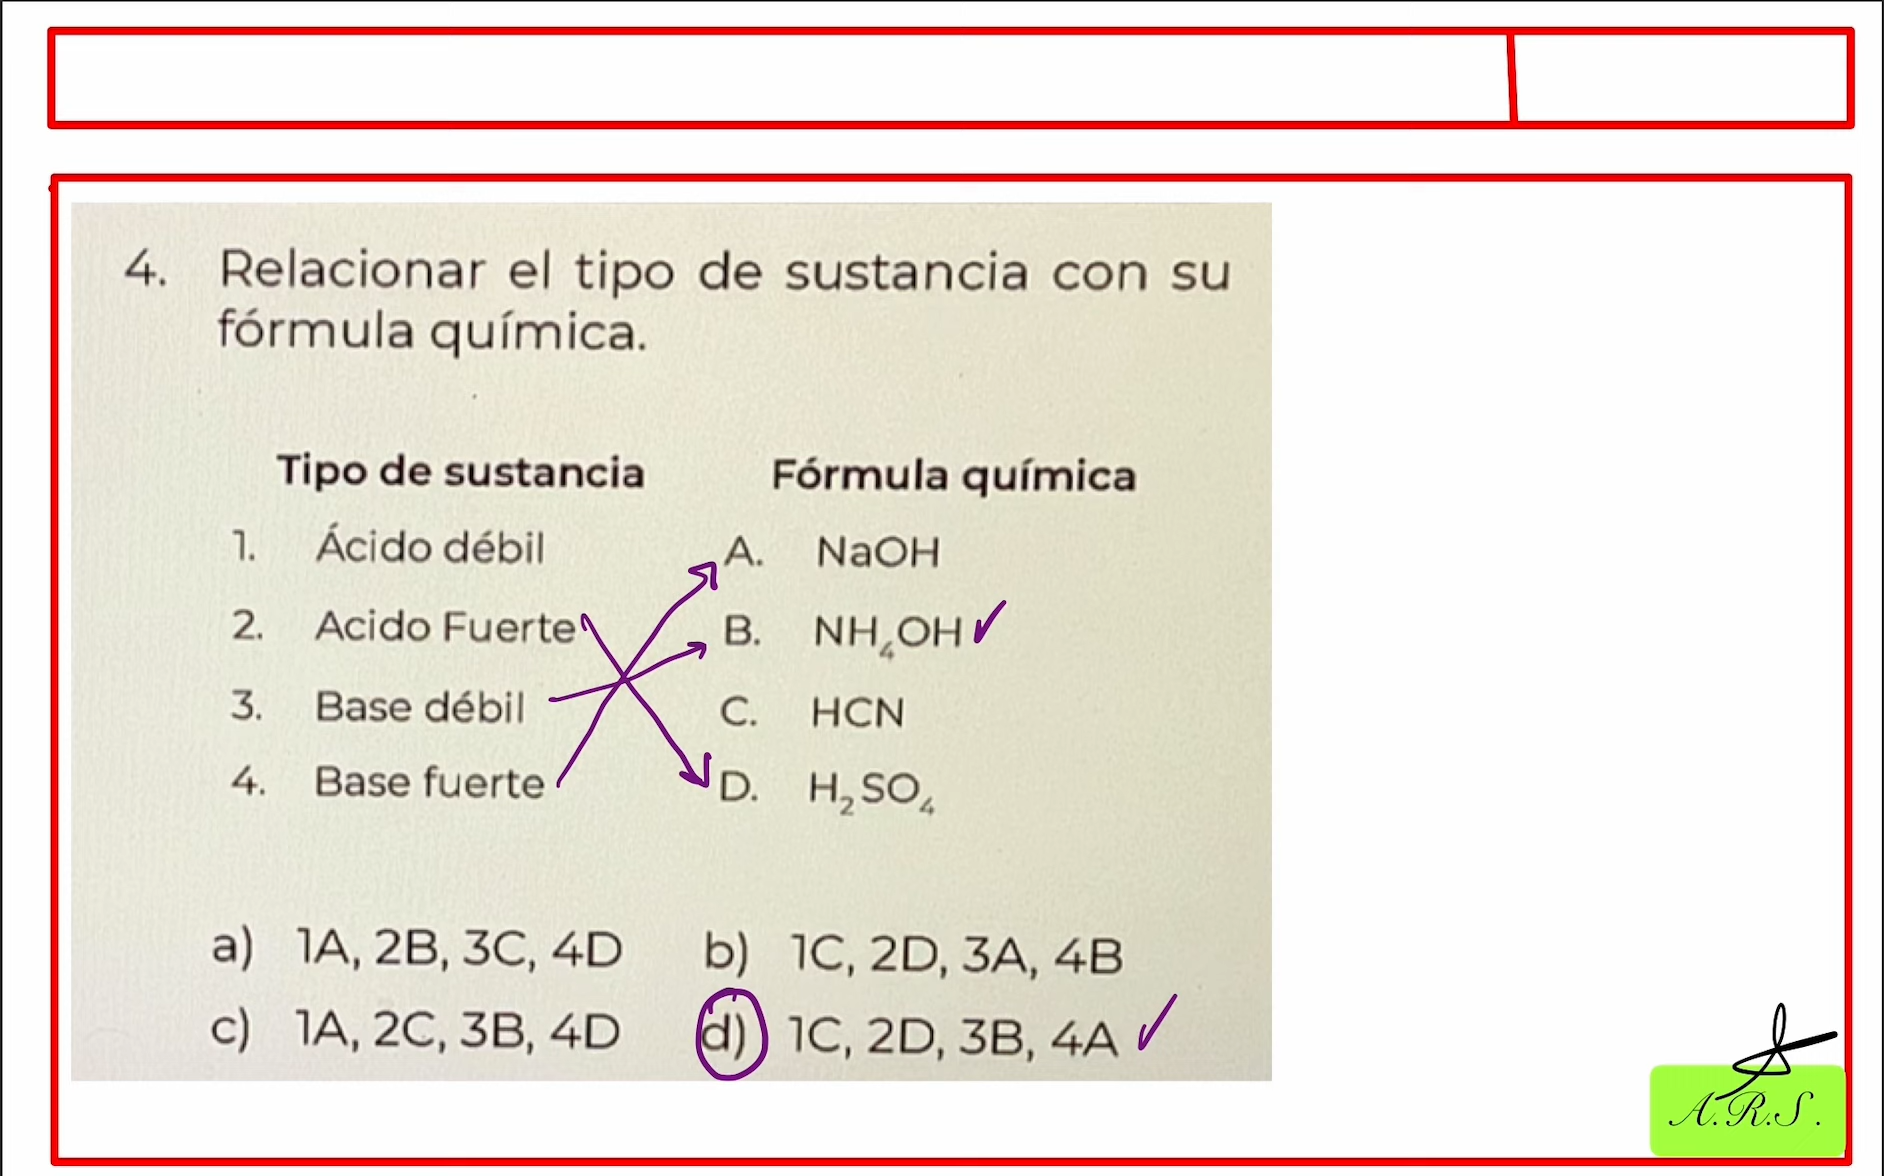 4. Relacionar el tipo de sustancia con su
fórmula química.
Tipo de sustancia Fórmula química
1. Ácido débil A. NaOH
2. Acido Fuerte B. NH₄OH ✓
3. Base débil C. HCN
4. Base fuerte D. H₂SO₄
a) 1A, 2B, 3C, 4D b) 1C, 2D, 3A, 4B
c) 1A, 2C, 3B, 4D d) 1C, 2D, 3B, 4A ✓
A.R.S.